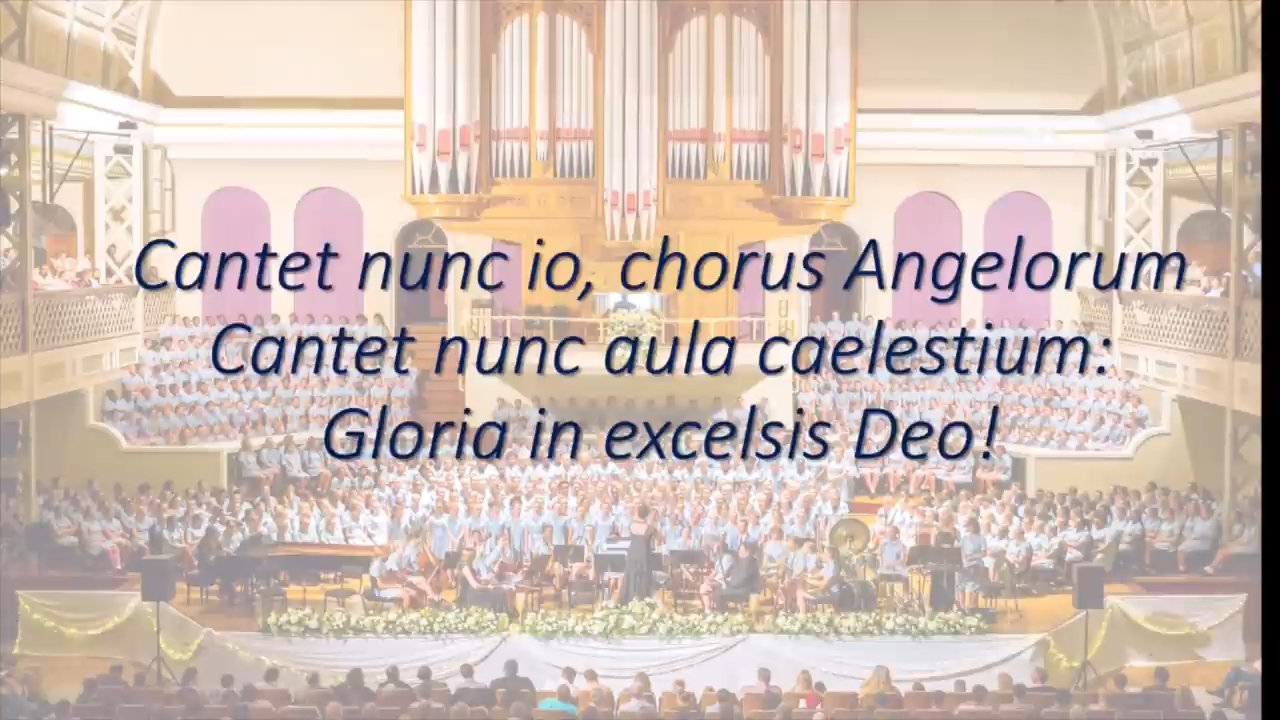 Cantet nunc io, chorus Angelorum
Cantet nunc aula caelestium:
Gloria in excelsis Deo!